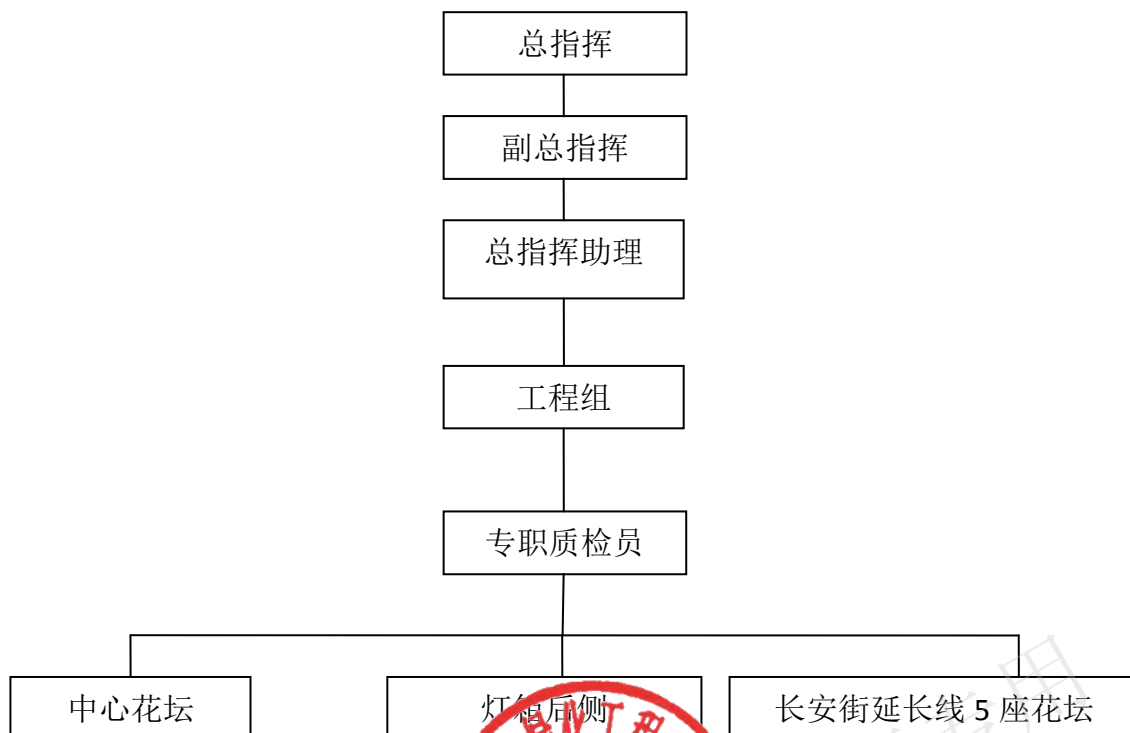 总指挥
副总指挥
总指挥助理
工程组
专职质检员
中心花坛
灯箱后侧
长安街延长线 5 座花坛